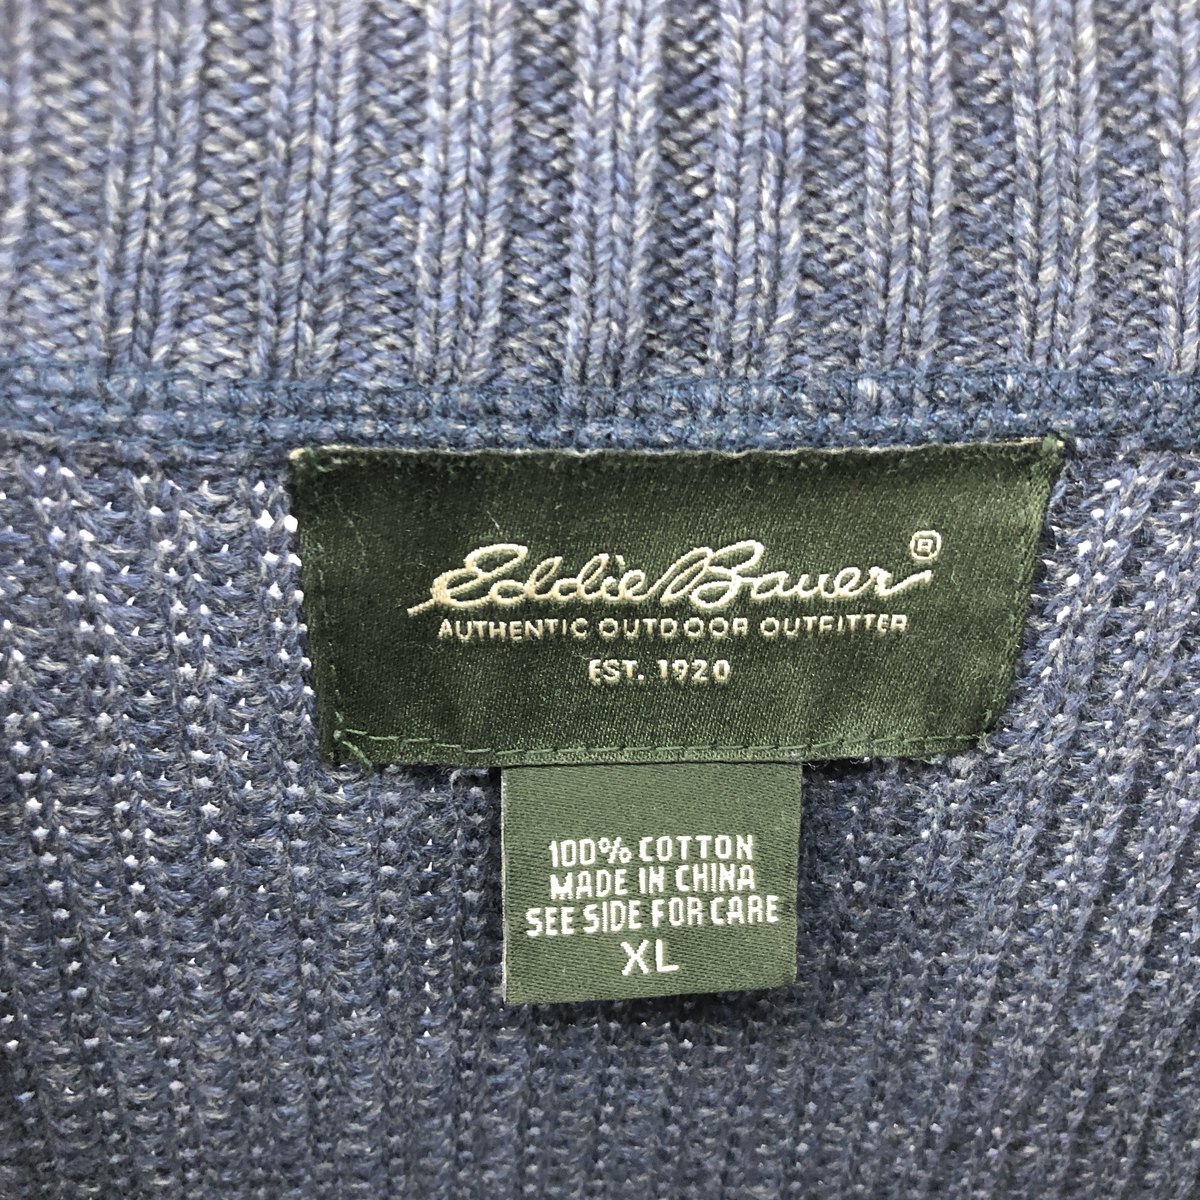 Eddie Bauer®
AUTHENTIC OUTDOOR OUTFITTER
EST. 1920
100% COTTON
MADE IN CHINA
SEE SIDE FOR CARE
XL